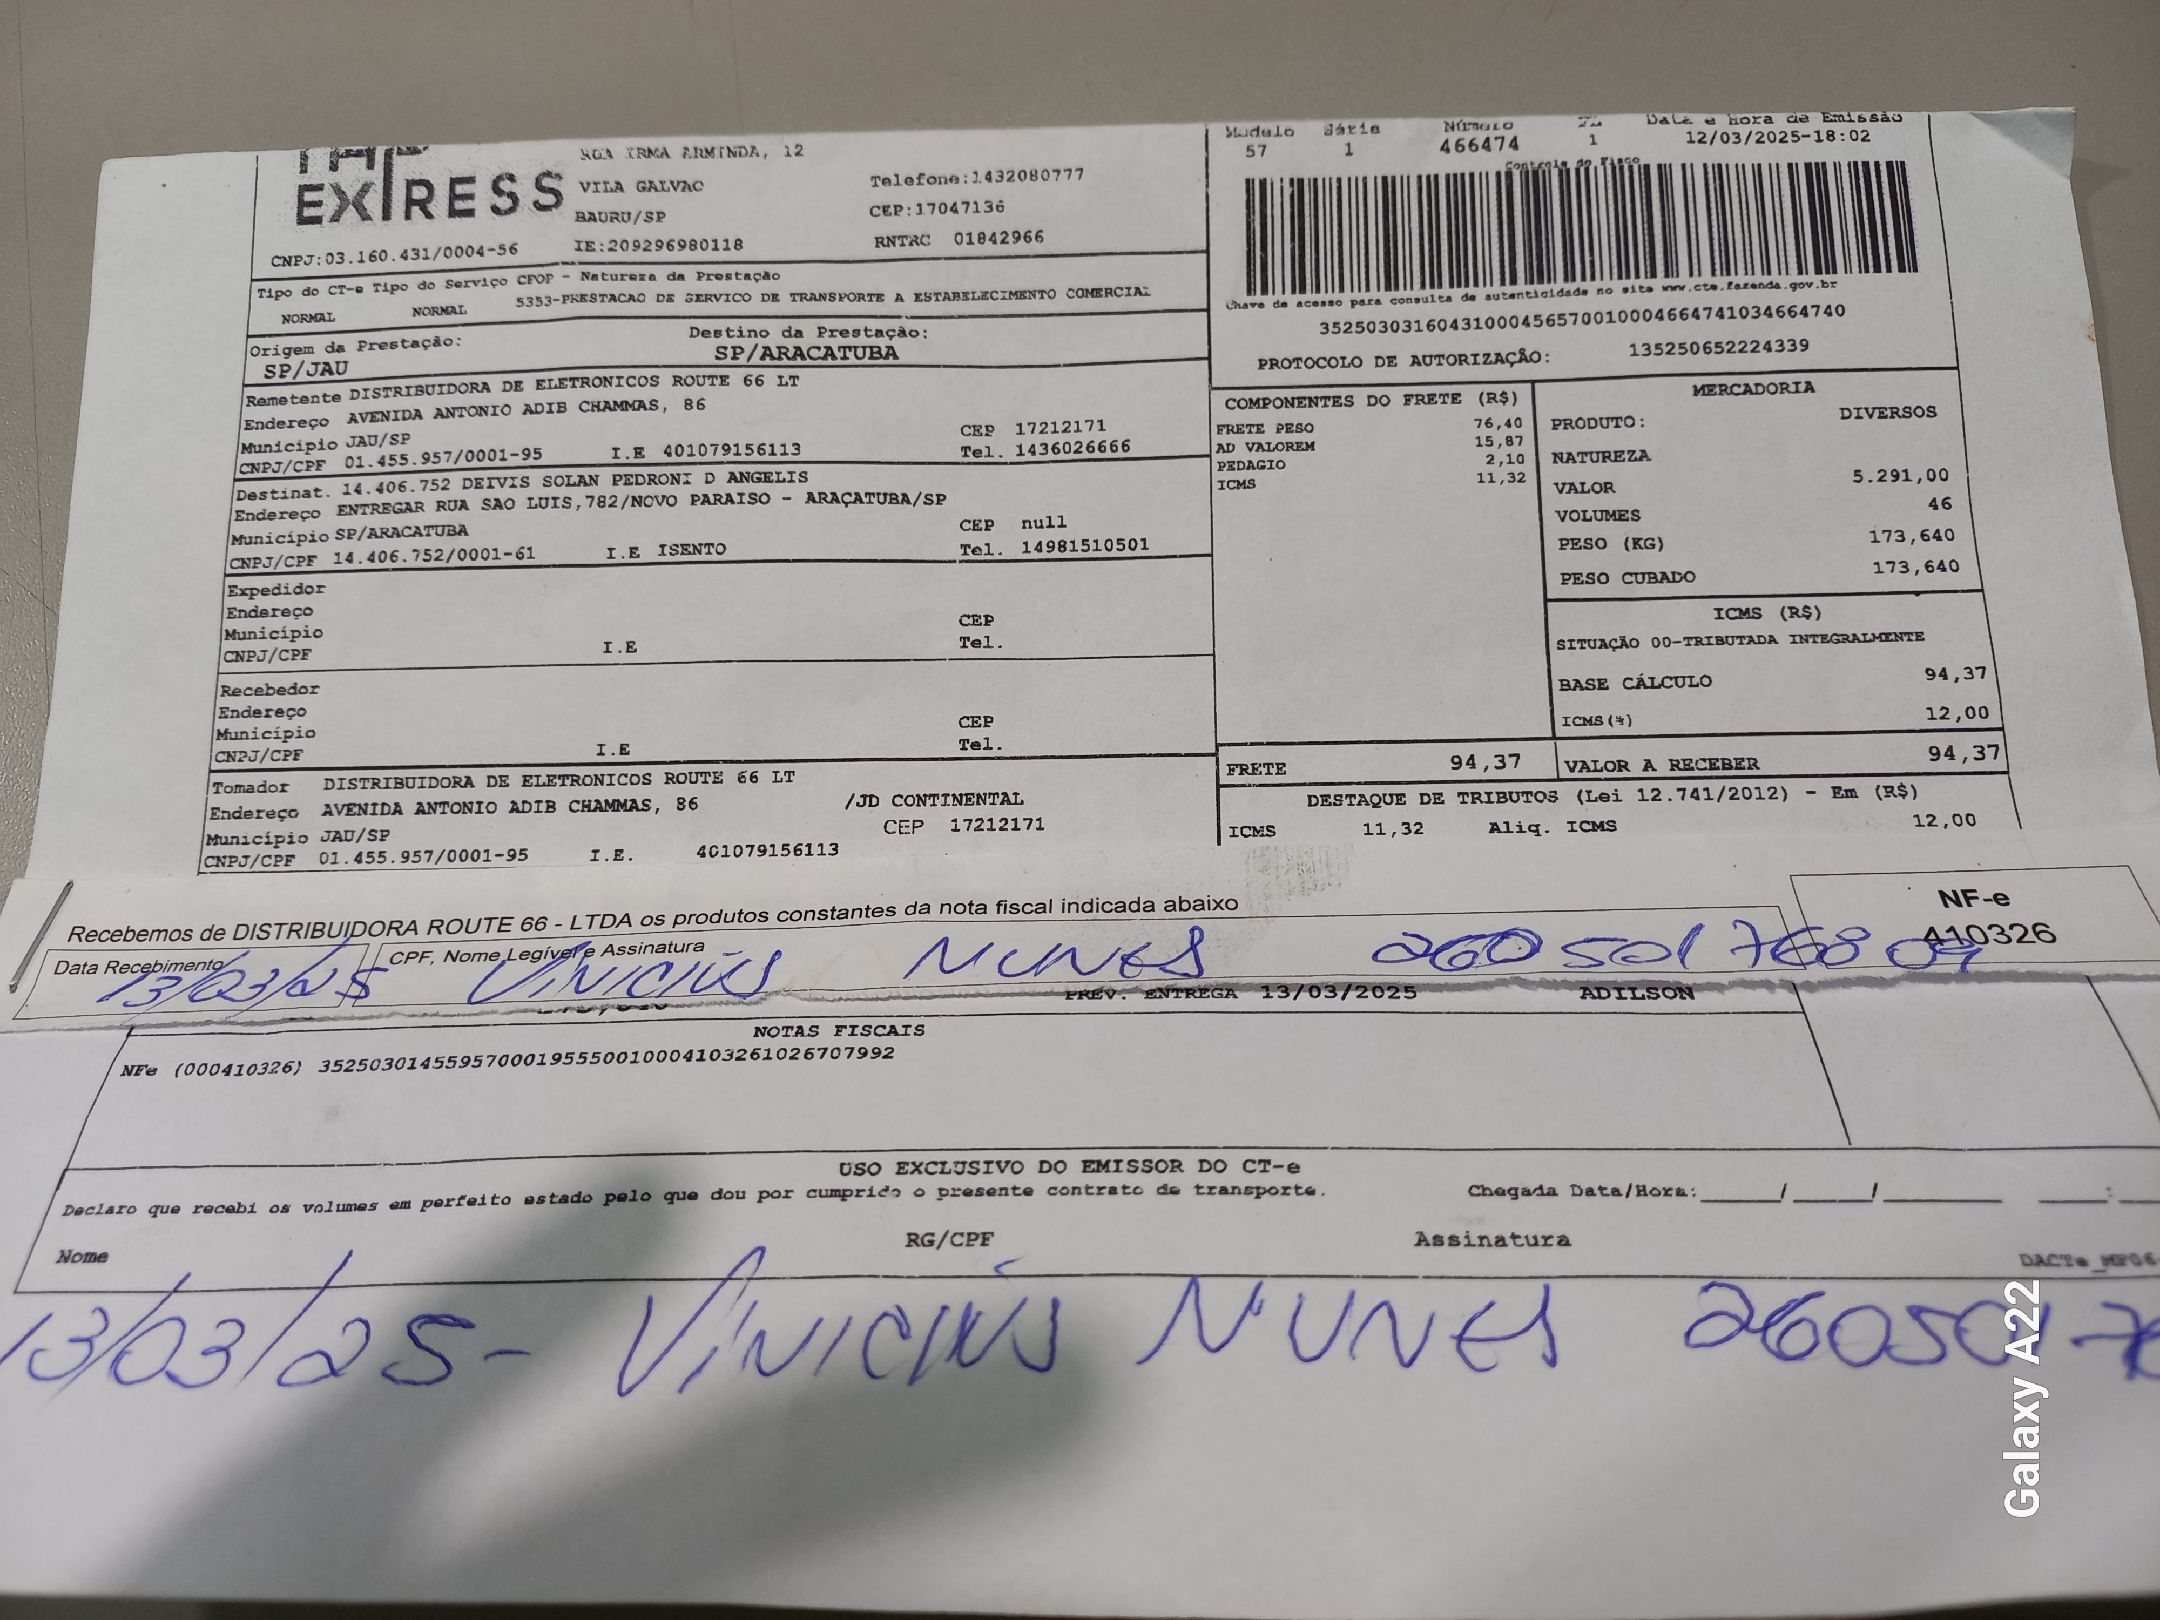 EXPRESS
RUA IRMA ARMINDA, 12
VILA GALVAO
Telefone:1432080777
BAURU/SP
CEP:17047136
CNPJ:03.160.431/0004-56
IE:209296980118
RNTRC 01842966
Modelo Série Número FL Data e Hora de Emissão
57 1 466474 1 12/03/2025-18:02
Controle do Fisco
Chave de acesso para consulta de autenticidade no site www.cte.fazenda.gov.br
35250303160431000456570010004664741034664740
PROTOCOLO DE AUTORIZAÇÃO: 135250652224339
Tipo do CT-e Tipo do Serviço CFOP - Natureza da Prestação
NORMAL NORMAL 5353-PRESTACAO DE SERVICO DE TRANSPORTE A ESTABELECIMENTO COMERCIAL
Origem da Prestação: Destino da Prestação:
SP/JAU SP/ARACATUBA
Remetente DISTRIBUIDORA DE ELETRONICOS ROUTE 66 LT
Endereço AVENIDA ANTONIO ADIB CHAMMAS, 86
Município JAU/SP CEP 17212171
CNPJ/CPF 01.455.957/0001-95 I.E 401079156113 Tel. 1436026666
Destinat. 14.406.752 DEIVIS SOLAN PEDRONI D ANGELIS
Endereço ENTREGAR RUA SAO LUIS,782/NOVO PARAISO - ARAÇATUBA/SP
Município SP/ARACATUBA CEP null
CNPJ/CPF 14.406.752/0001-61 I.E ISENTO Tel. 14981510501
Expedidor
Endereço
Município CEP
CNPJ/CPF I.E Tel.
Recebedor
Endereço
Município CEP
CNPJ/CPF I.E Tel.
Tomador DISTRIBUIDORA DE ELETRONICOS ROUTE 66 LT
Endereço AVENIDA ANTONIO ADIB CHAMMAS, 86 /JD CONTINENTAL
Município JAU/SP CEP 17212171
CNPJ/CPF 01.455.957/0001-95 I.E. 401079156113
COMPONENTES DO FRETE (R$)
FRETE PESO 76,40
AD VALOREM 15,87
PEDAGIO 2,10
ICMS 11,32
MERCADORIA
PRODUTO: DIVERSOS
NATUREZA
VALOR 5.291,00
VOLUMES 46
PESO (KG) 173,640
PESO CUBADO 173,640
ICMS (R$)
SITUAÇÃO 00-TRIBUTADA INTEGRALMENTE
BASE CÁLCULO 94,37
ICMS(%) 12,00
FRETE 94,37 VALOR A RECEBER 94,37
DESTAQUE DE TRIBUTOS (Lei 12.741/2012) - Em (R$)
ICMS 11,32 Aliq. ICMS 12,00
Recebemos de DISTRIBUIDORA ROUTE 66 - LTDA os produtos constantes da nota fiscal indicada abaixo
NF-e
410326
Data Recebimento CPF, Nome Legível e Assinatura
13/03/25 VINICIUS NUNES 26050176809
PREV. ENTREGA 13/03/2025 ADILSON
NOTAS FISCAIS
NFe (000410326) 35250301455957000195550010004103261026707992
USO EXCLUSIVO DO EMISSOR DO CT-e
Declaro que recebi os volumes em perfeito estado pelo que dou por cumprido o presente contrato de transporte.
Chegada Data/Hora:_____/_____/_________ ____:___
Nome RG/CPF Assinatura
13/03/25- VINICIUS NUNES 26050176
Galaxy A22